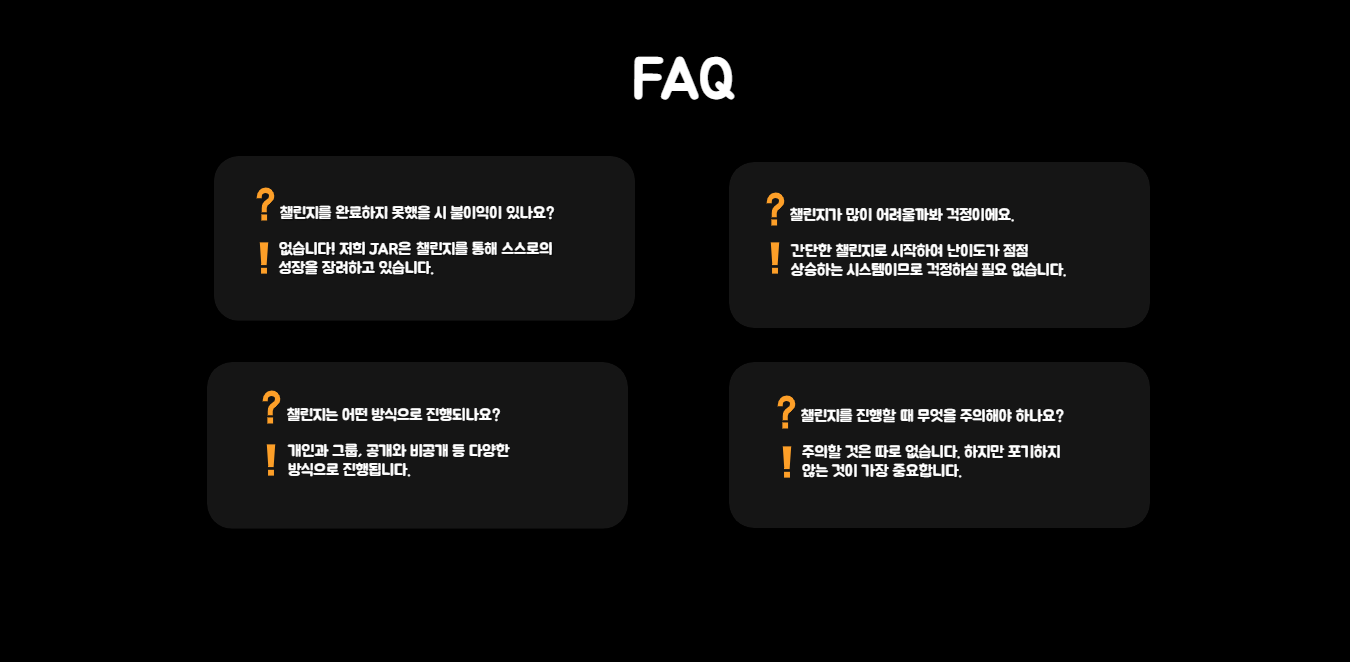 FAQ
? 챌린지를 완료하지 못했을 시 불이익이 있나요?
! 없습니다! 저희 JAR은 챌린지를 통해 스스로의
성장을 장려하고 있습니다.
? 챌린지가 많이 어려울까봐 걱정이에요.
! 간단한 챌린지로 시작하여 난이도가 점점
상승하는 시스템이므로 걱정하실 필요 없습니다.
? 챌린지는 어떤 방식으로 진행되나요?
! 개인과 그룹, 공개와 비공개 등 다양한
방식으로 진행됩니다.
? 챌린지를 진행할 때 무엇을 주의해야 하나요?
! 주의할 것은 따로 없습니다. 하지만 포기하지
않는 것이 가장 중요합니다.